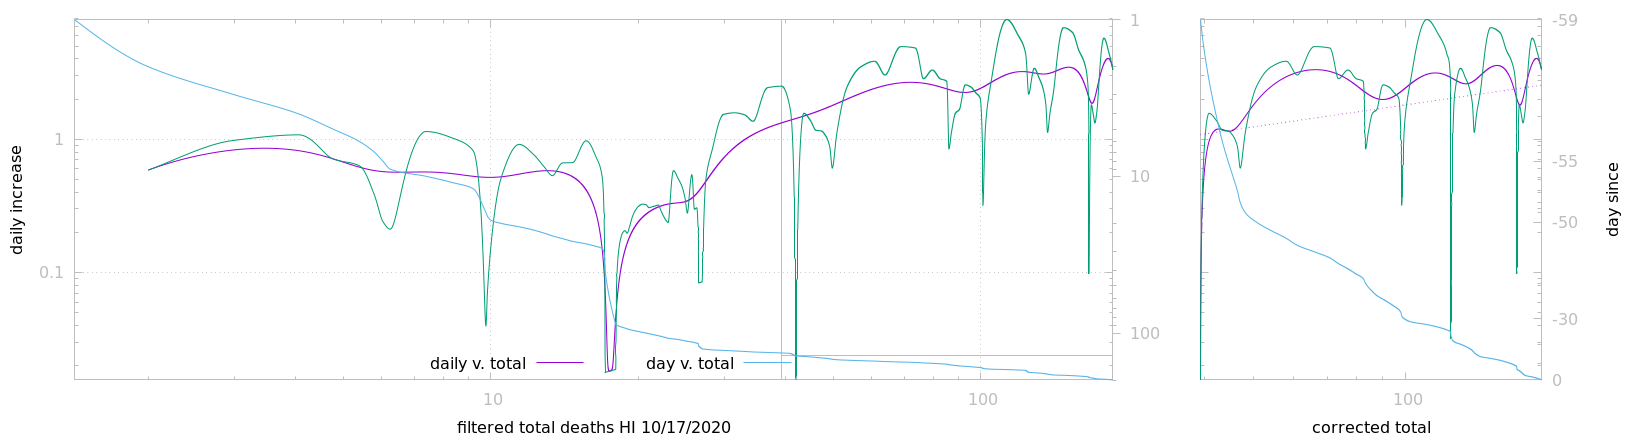 daily increase
1
0.1
daily v. total
day v. total
10
100
filtered total deaths HI 10/17/2020
1
10
100
100
corrected total
-59
-55
-50
-30
0
day since